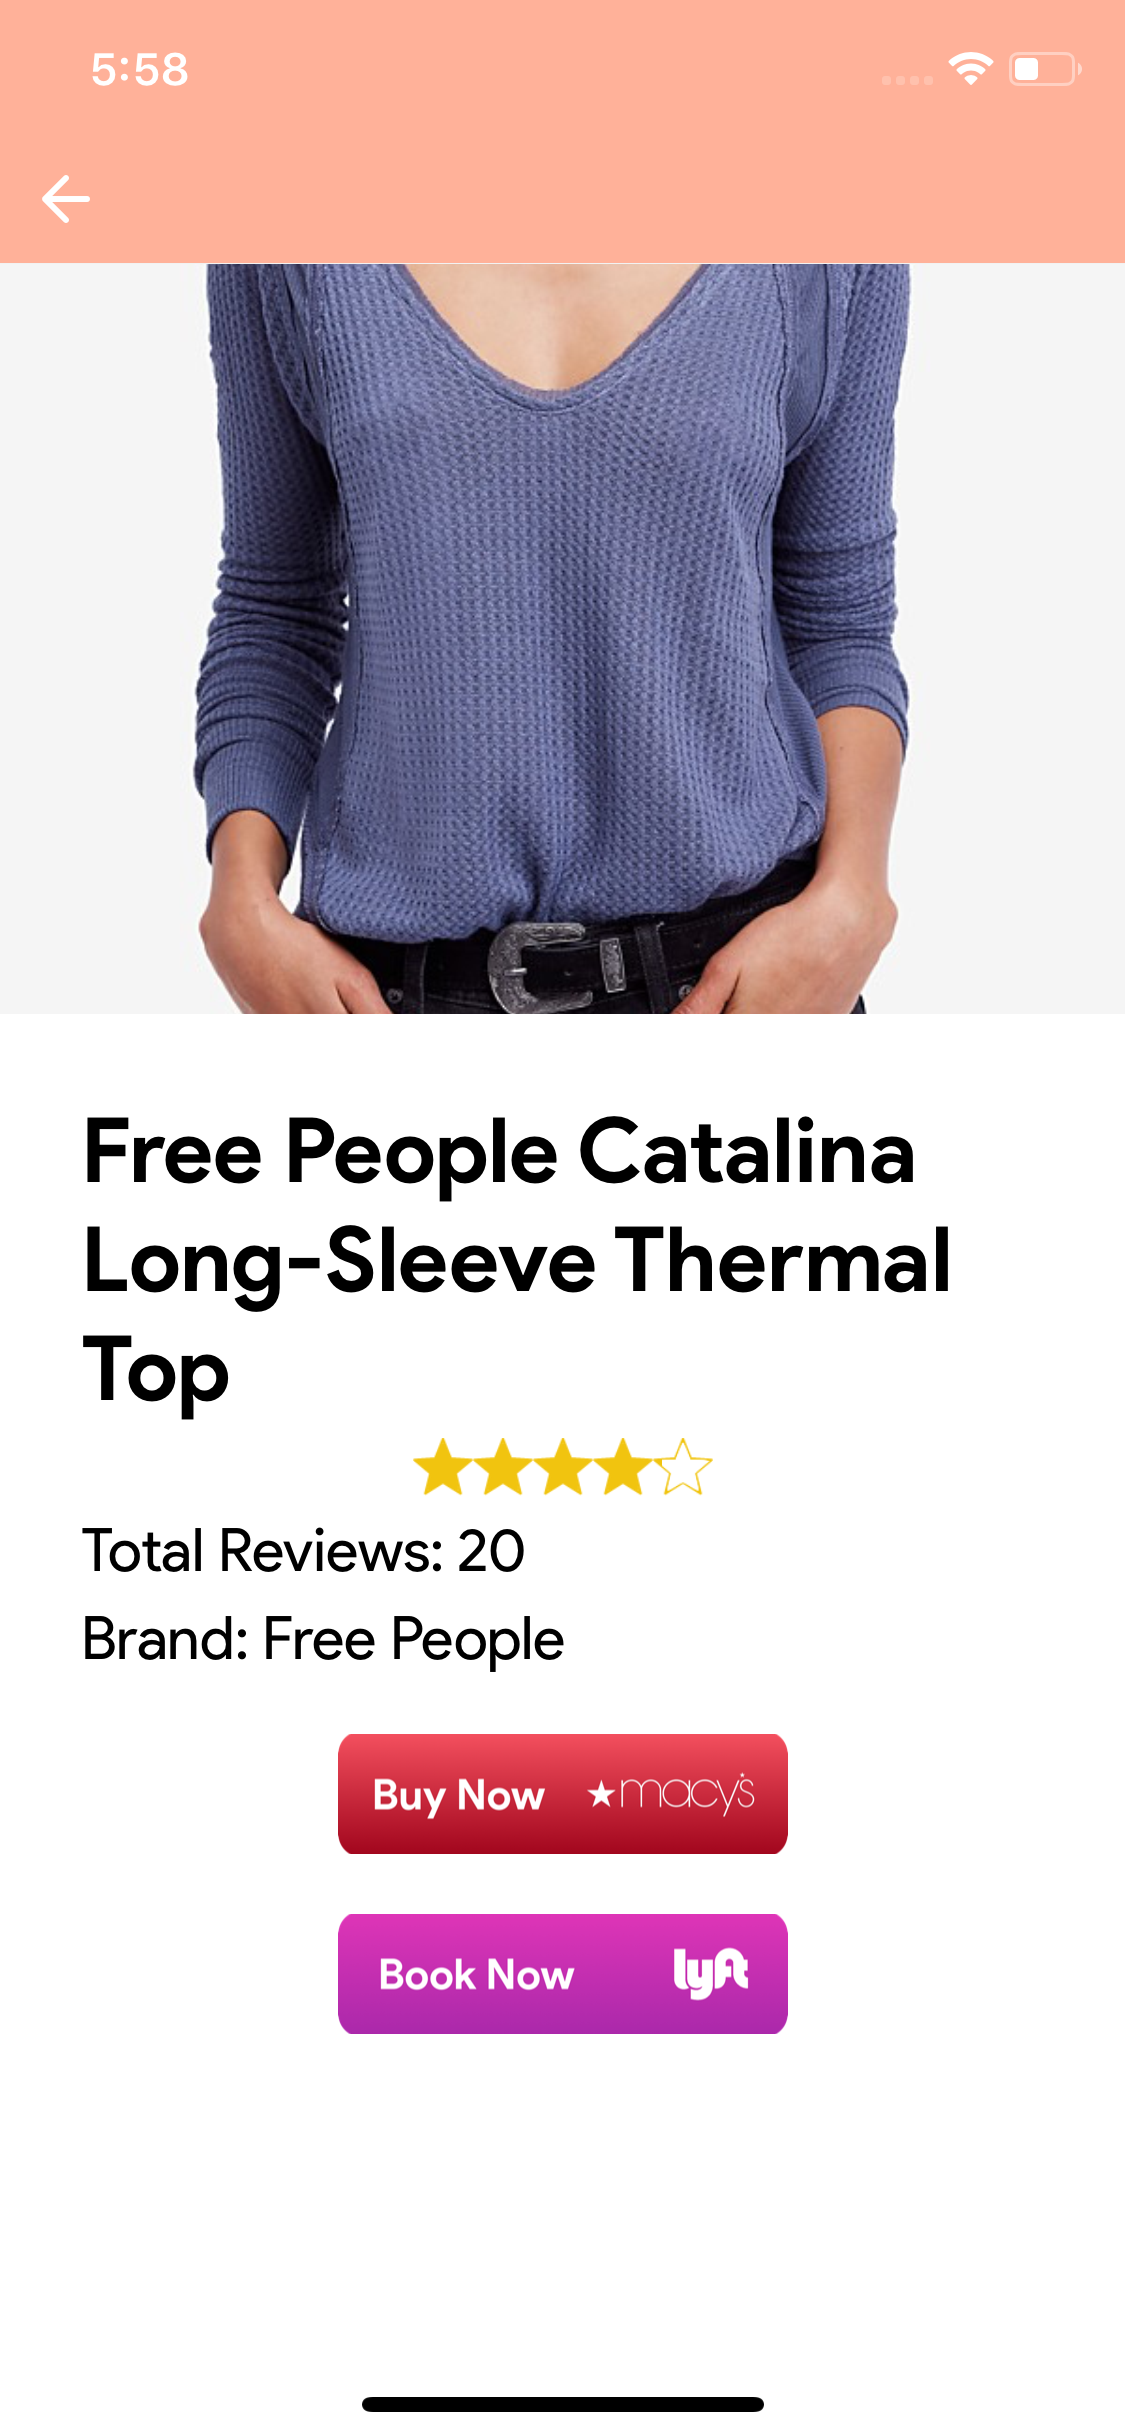 5:58
Free People Catalina
Long-Sleeve Thermal
Top
Total Reviews: 20
Brand: Free People
Buy Now ★macy's
Book Now lyft